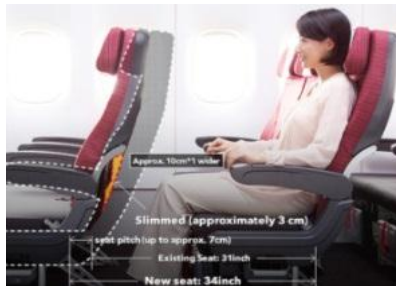 Approx. 10cm*1 wider
Slimmed (approximately 3 cm)
seat pitch(up to approx. 7cm)
Existing Seat: 31inch
New seat: 34inch